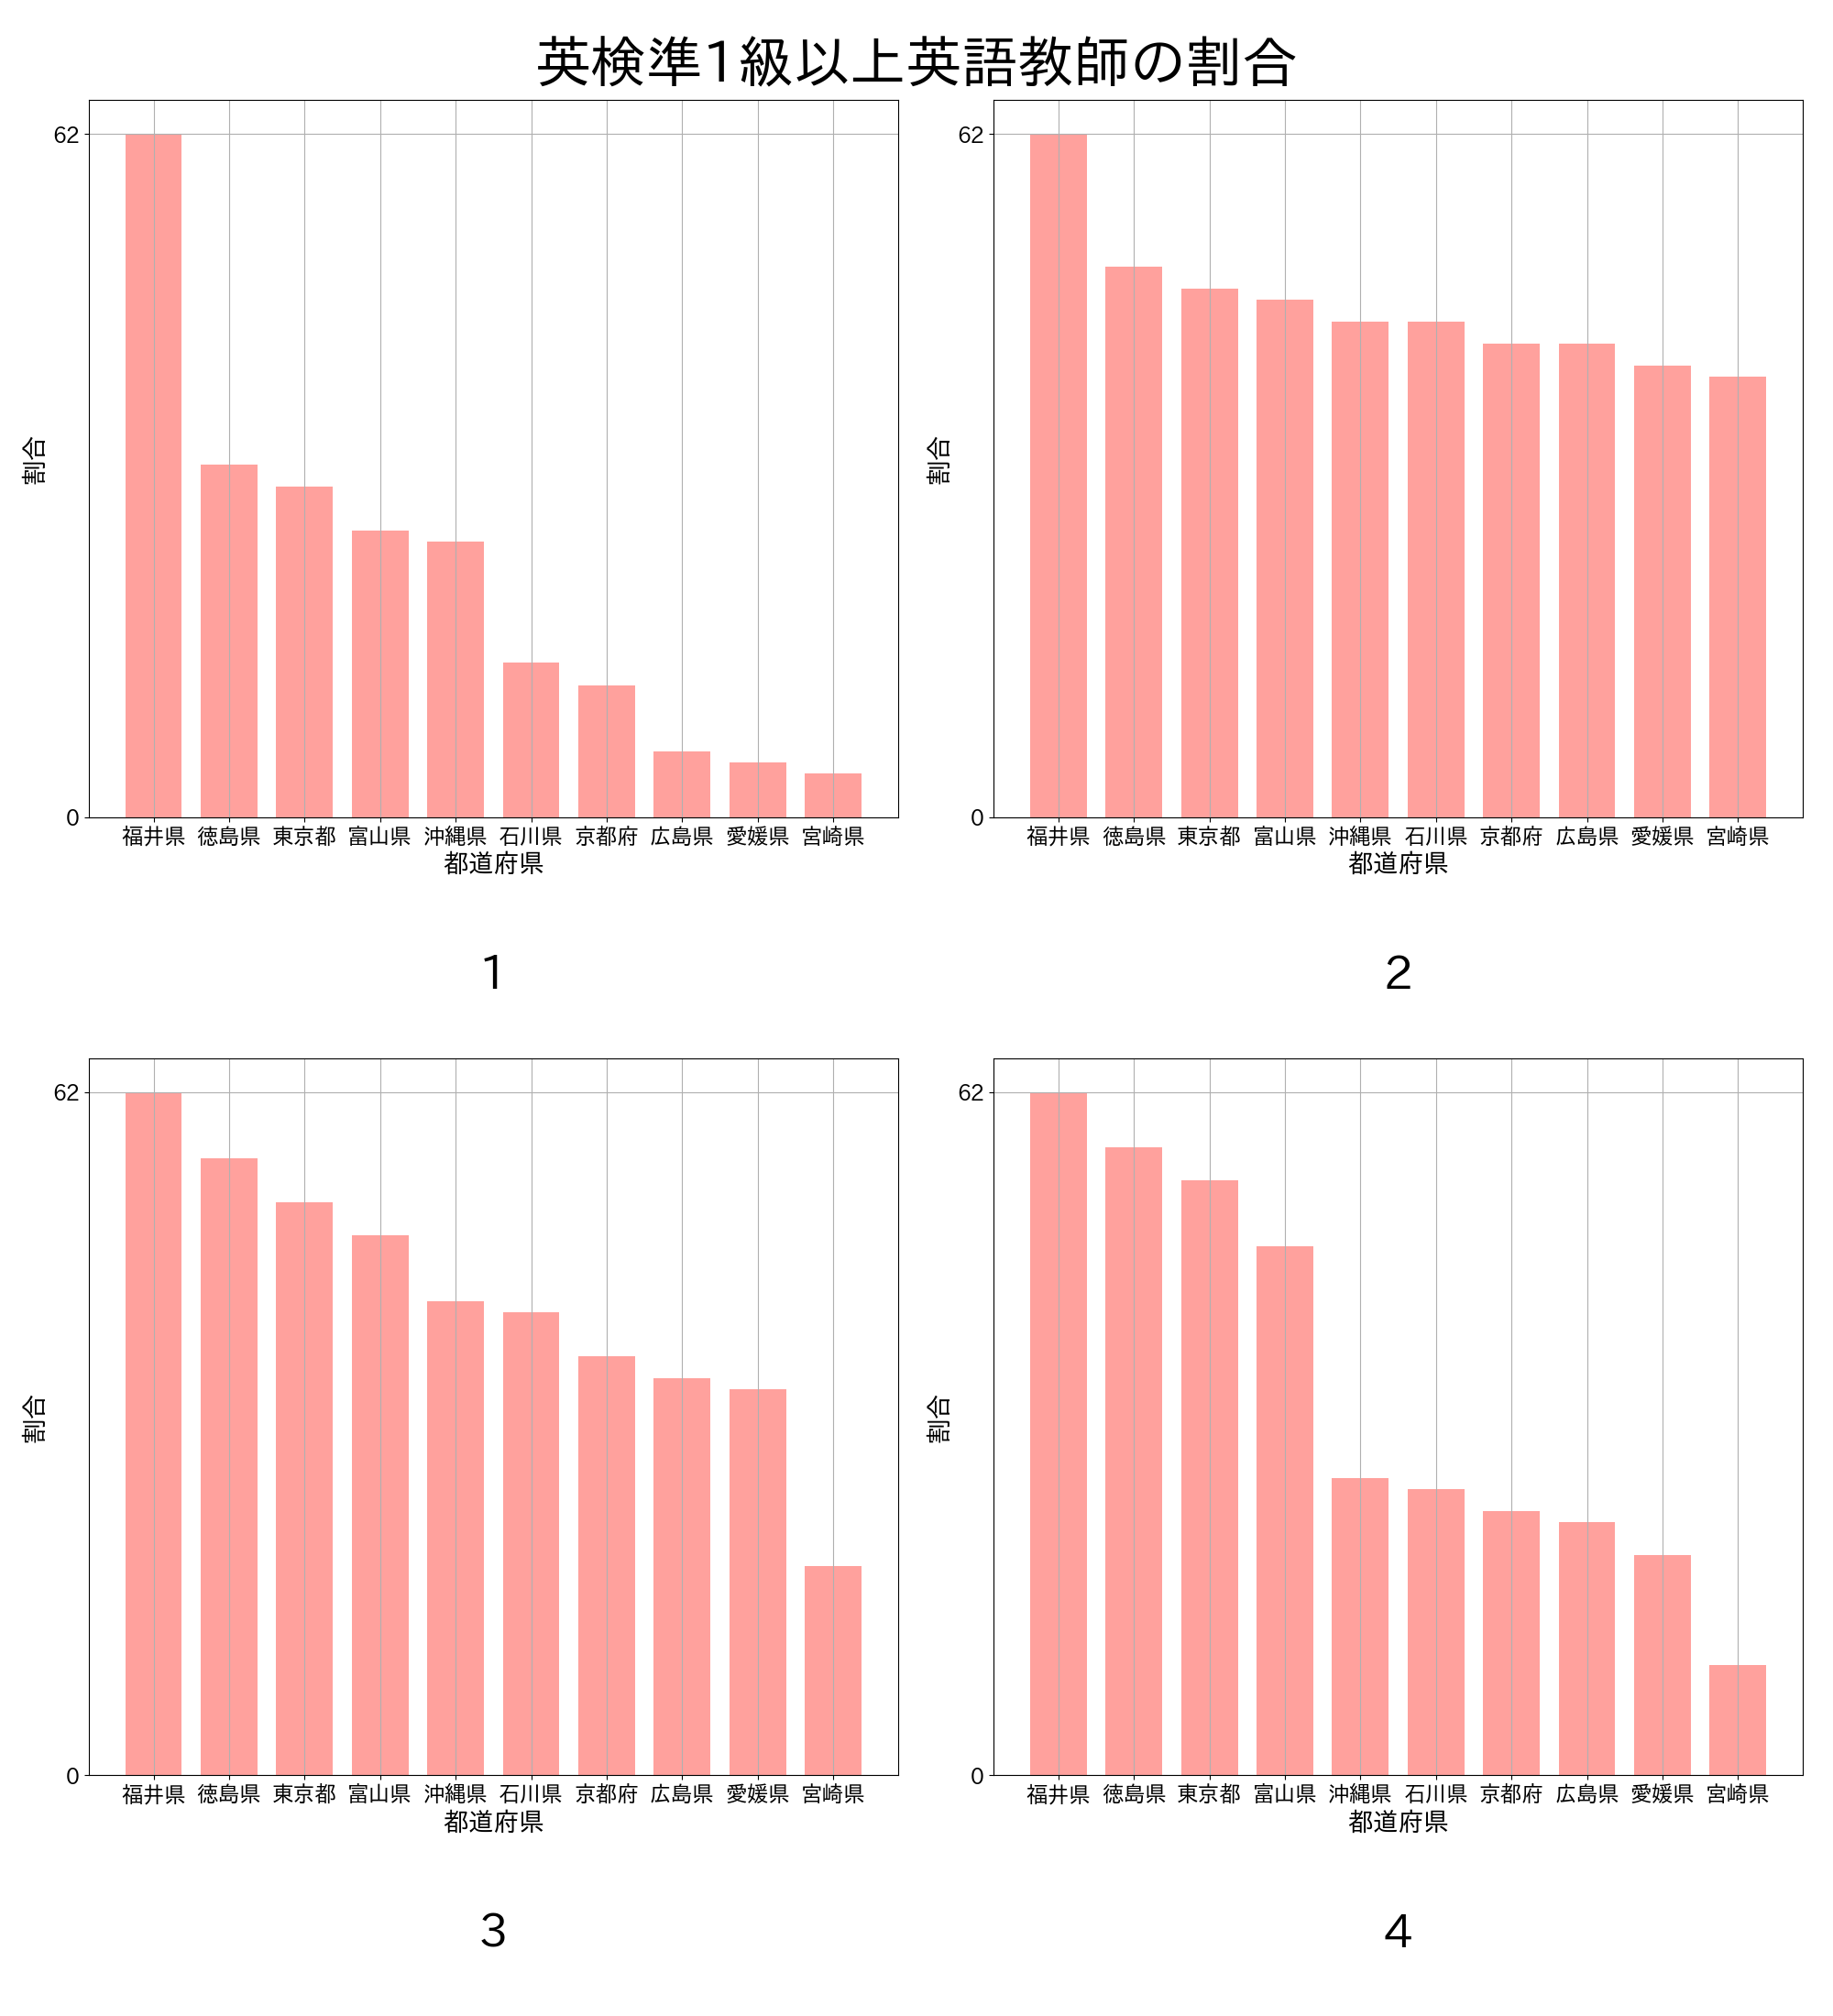 英検準1級以上英語教師の割合
62
0
割合
福井県 徳島県 東京都 富山県 沖縄県 石川県 京都府 広島県 愛媛県 宮崎県
都道府県
1
62
0
割合
福井県 徳島県 東京都 富山県 沖縄県 石川県 京都府 広島県 愛媛県 宮崎県
都道府県
2
62
0
割合
福井県 徳島県 東京都 富山県 沖縄県 石川県 京都府 広島県 愛媛県 宮崎県
都道府県
3
62
0
割合
福井県 徳島県 東京都 富山県 沖縄県 石川県 京都府 広島県 愛媛県 宮崎県
都道府県
4